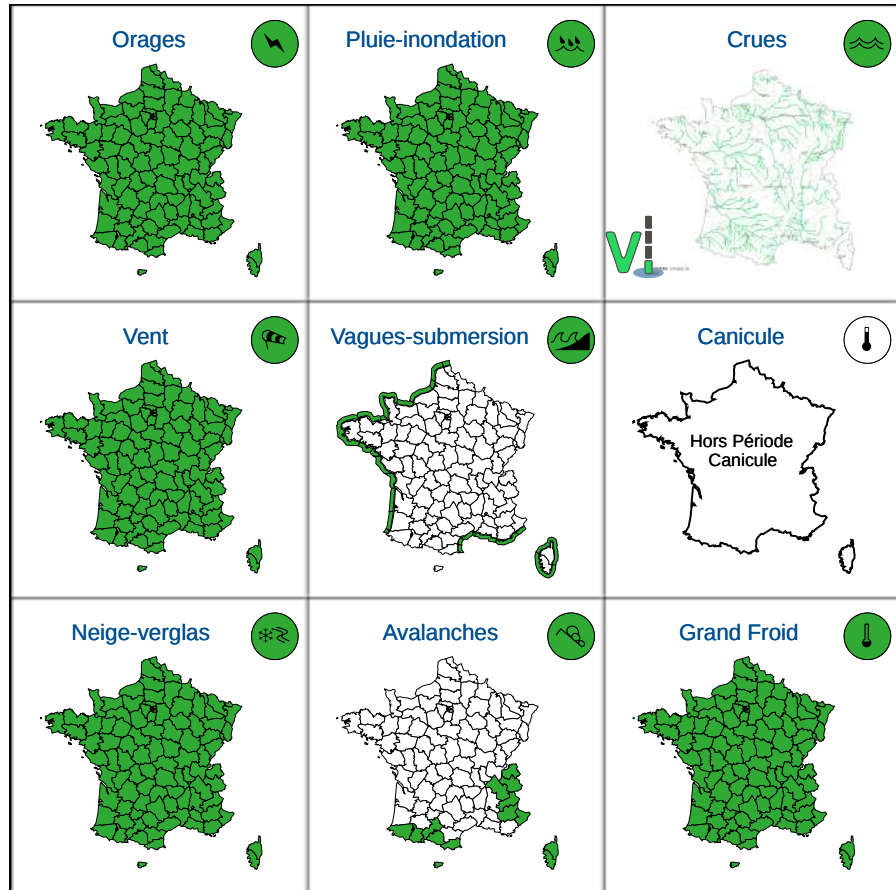 Orages
Pluie-inondation
Crues
Vent
Vagues-submersion
Canicule
Hors Période
Canicule
Neige-verglas
Avalanches
Grand Froid